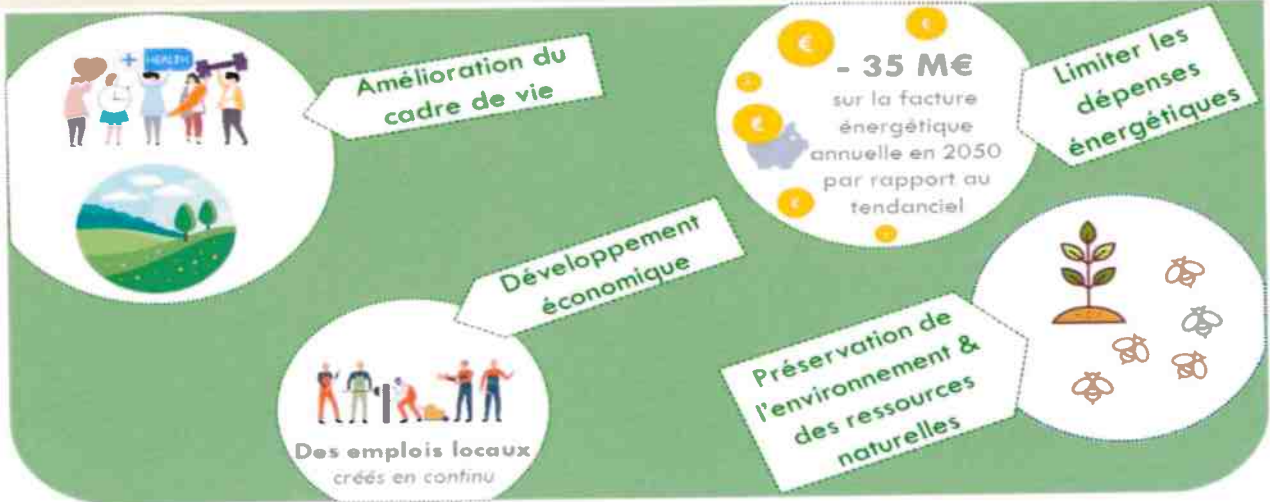 HEALTH
Amélioration du
cadre de vie
- 35 M€
sur la facture
énergétique
annuelle en 2050
par rapport au
tendanciel
Limiter les
dépenses
énergétiques
Développement
économique
Des emplois locaux
créés en continu
Préservation de
l'environnement &
des ressources
naturelles